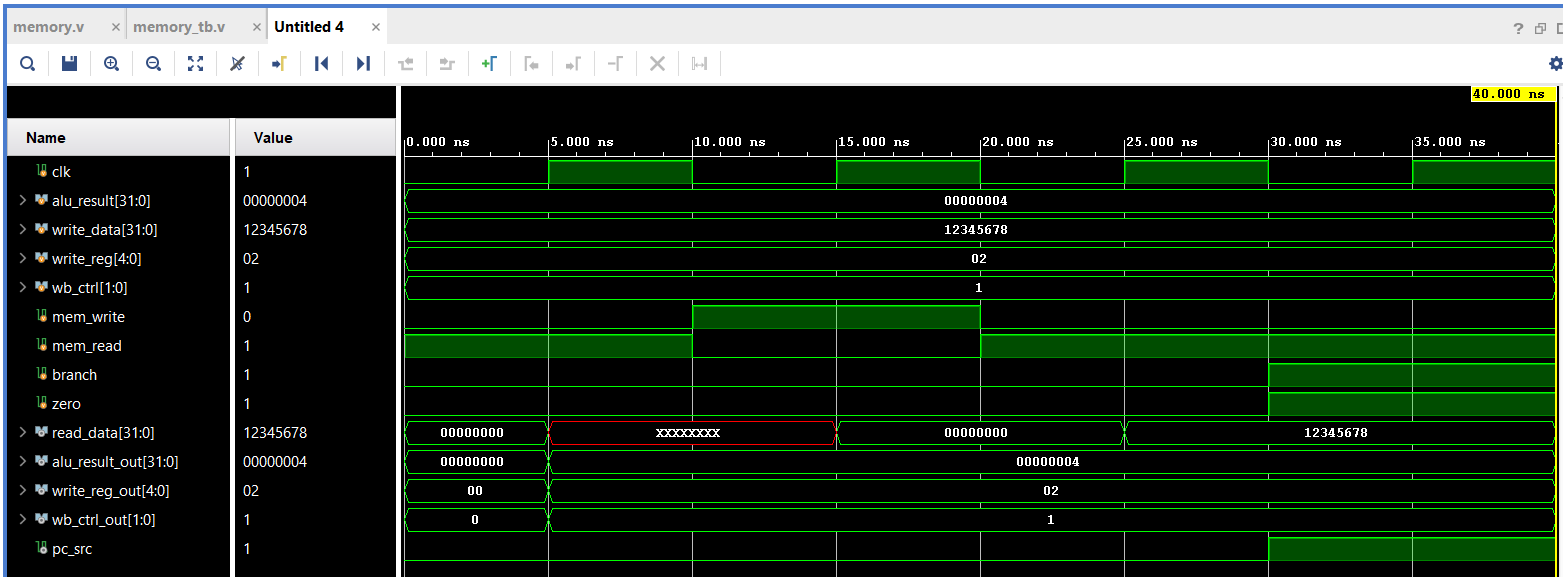 memory.v × memory_tb.v × Untitled 4 × ?
40.000 ns
Name Value
0.000 ns 5.000 ns 10.000 ns 15.000 ns 20.000 ns 25.000 ns 30.000 ns 35.000 ns
clk 1
alu_result[31:0] 00000004 00000004
write_data[31:0] 12345678 12345678
write_reg[4:0] 02 02
wb_ctrl[1:0] 1 1
mem_write 0
mem_read 1
branch 1
zero 1
read_data[31:0] 12345678 00000000 XXXXXXXX 00000000 12345678
alu_result_out[31:0] 00000004 00000000 00000004
write_reg_out[4:0] 02 00 02
wb_ctrl_out[1:0] 1 0 1
pc_src 1